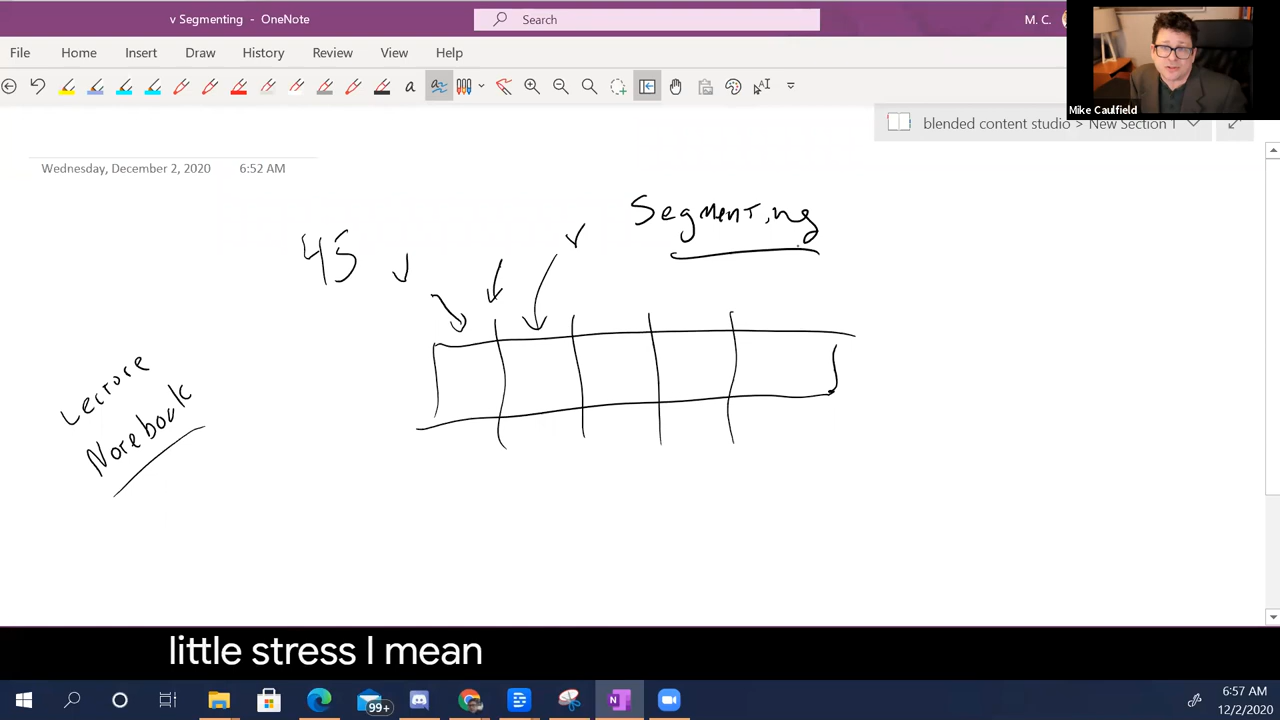 v Segmenting - OneNote
Search
M. C.
File Home Insert Draw History Review View Help
Mike Caulfield
blended content studio > New Section 1
Wednesday, December 2, 2020 6:52 AM
Segmenting
45
Lecture
Notebook
little stress I mean
99+
6:57 AM
12/2/2020